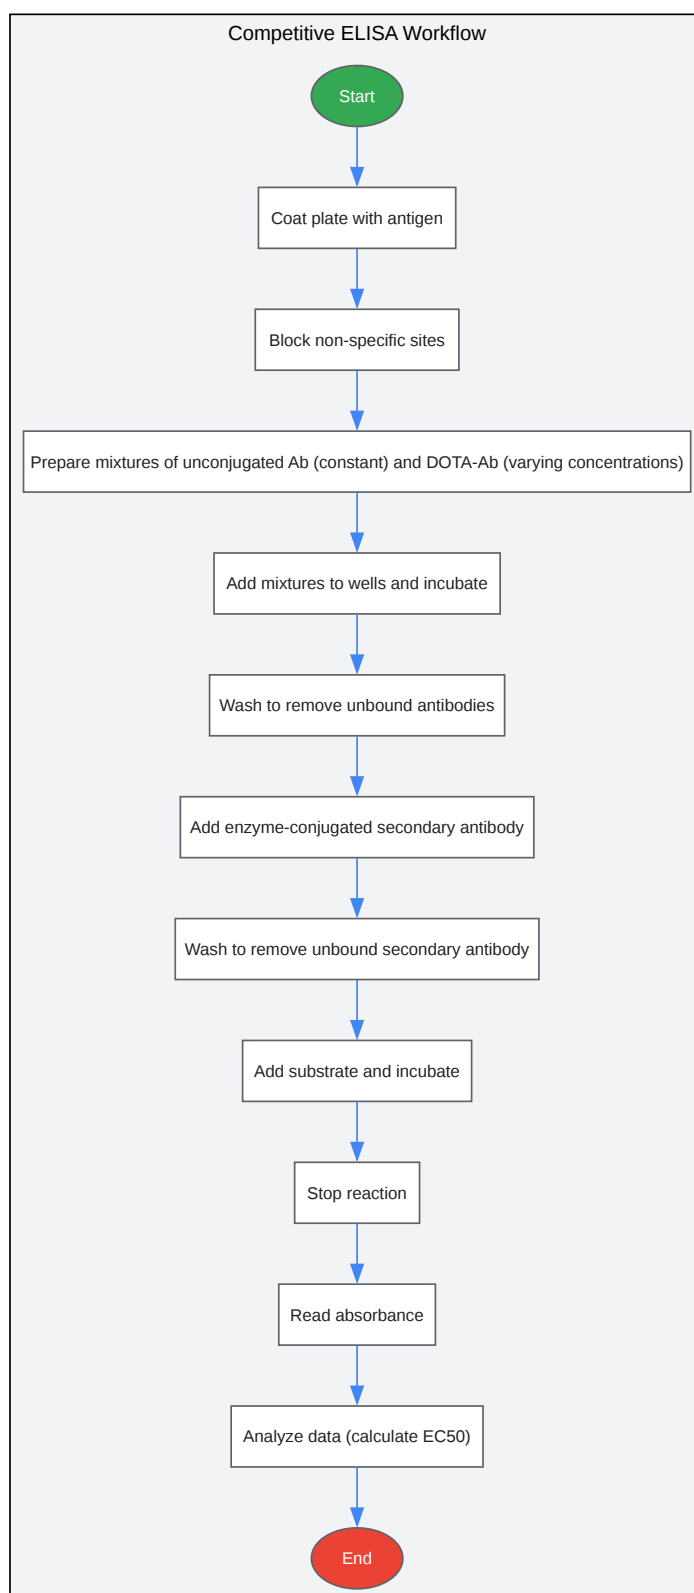 Competitive ELISA Workflow
Start
Coat plate with antigen
Block non-specific sites
Prepare mixtures of unconjugated Ab (constant) and DOTA-Ab (varying concentrations)
Add mixtures to wells and incubate
Wash to remove unbound antibodies
Add enzyme-conjugated secondary antibody
Wash to remove unbound secondary antibody
Add substrate and incubate
Stop reaction
Read absorbance
Analyze data (calculate EC50)
End